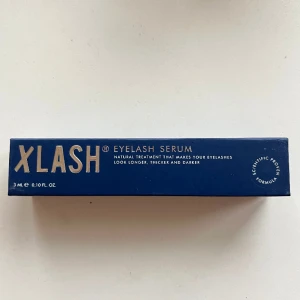 XLASH® EYELASH SERUM
NATURAL TREATMENT THAT MAKES YOUR EYELASHES
LOOK LONGER, THICKER AND DARKER
3 ML ℮ 0.10 FL. OZ.
SCIENTIFIC PROVEN FORMULA